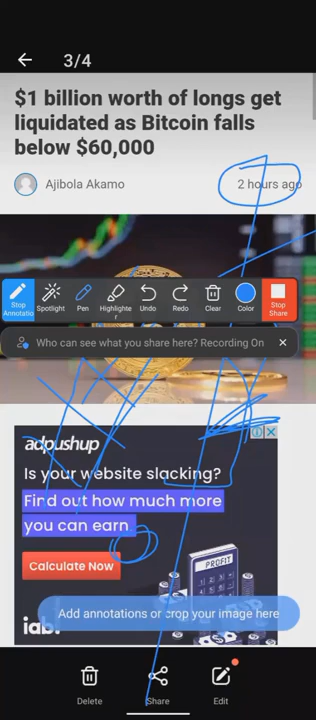 3/4
$1 billion worth of longs get
liquidated as Bitcoin falls
below $60,000
Ajibola Akamo
2 hours ago
Stop
Annotatio
Spotlight
Pen
Highlighte
r
Undo
Redo
Clear
Color
Stop
Share
Who can see what you share here? Recording On
adpushup
Is your website slacking?
Find out how much more
you can earn
Calculate Now
PROFIT
iab.
Add annotations or crop your image here
Delete
Share
Edit